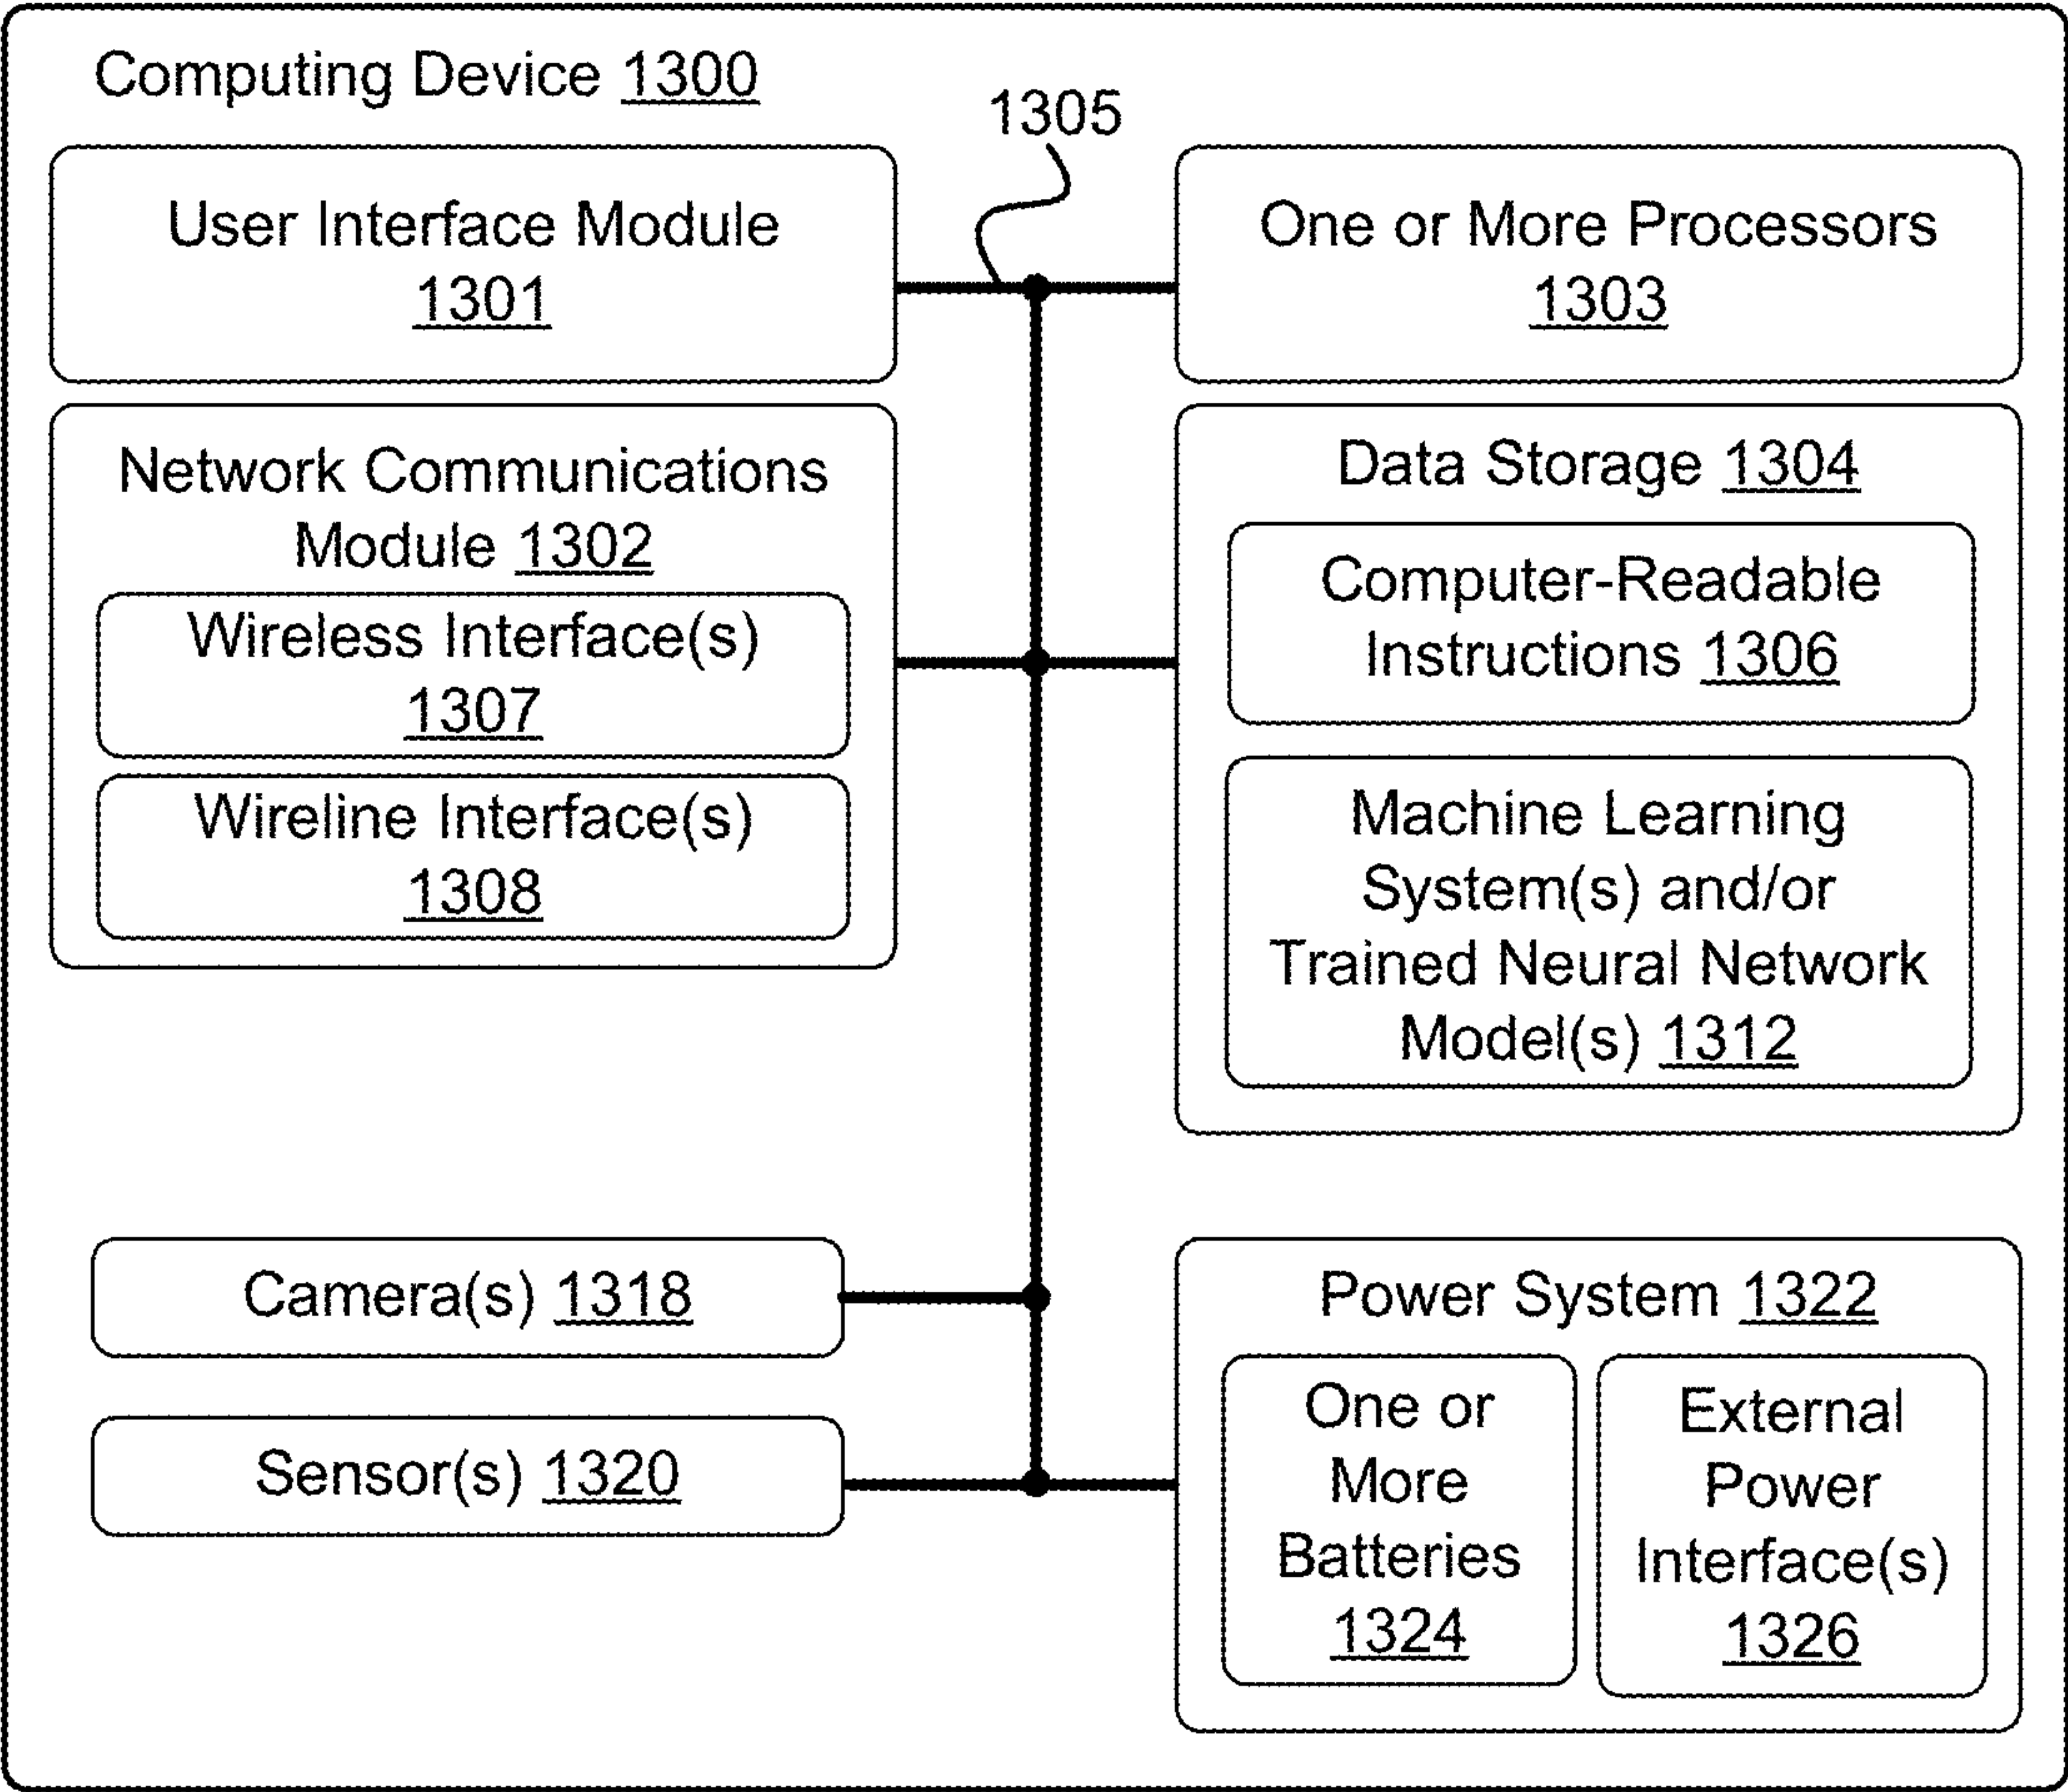 Computing Device 1300
1305
User Interface Module
1301
One or More Processors
1303
Network Communications
Module 1302
Wireless Interface(s)
1307
Wireline Interface(s)
1308
Data Storage 1304
Computer-Readable
Instructions 1306
Machine Learning
System(s) and/or
Trained Neural Network
Model(s) 1312
Camera(s) 1318
Sensor(s) 1320
Power System 1322
One or
More
Batteries
1324
External
Power
Interface(s)
1326